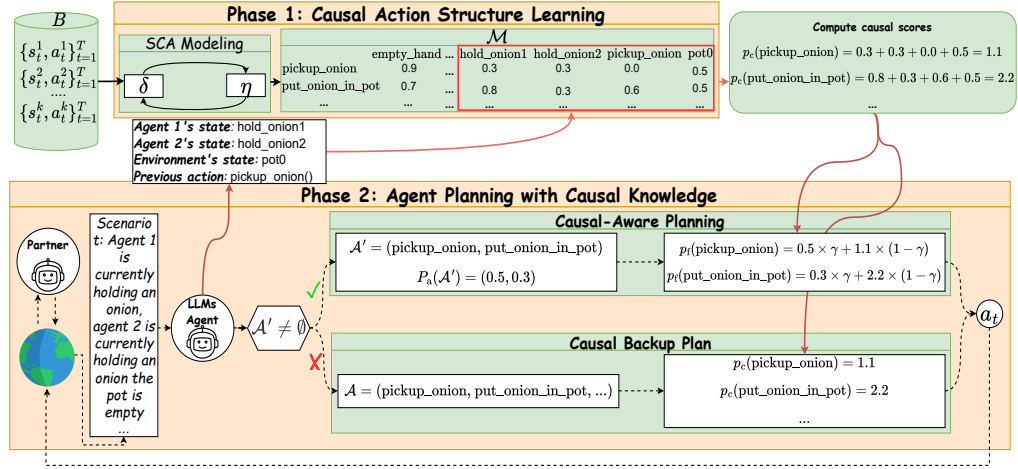 Phase 1: Causal Action Structure Learning
B
{s_t^1, a_t^1}_{t=1}^T
{s_t^2, a_t^2}_{t=1}^T
....
{s_t^k, a_t^k}_{t=1}^T
SCA Modeling
δ
η
M
empty_hand ... hold_onion1 hold_onion2 pickup_onion pot0
pickup_onion 0.9 ... 0.3 0.3 0.0 0.5
put_onion_in_pot 0.7 ... 0.8 0.3 0.6 0.5
... ... ... ... ... ... ...
Compute causal scores
p_c(pickup_onion) = 0.3 + 0.3 + 0.0 + 0.5 = 1.1
p_c(put_onion_in_pot) = 0.8 + 0.3 + 0.6 + 0.5 = 2.2
...
Agent 1's state: hold_onion1
Agent 2's state: hold_onion2
Environment's state: pot0
Previous action: pickup_onion()
Phase 2: Agent Planning with Causal Knowledge
Partner
Scenario
t: Agent 1
is
currently
holding an
onion,
agent 2 is
currently
holding an
onion the
pot is
empty
...
LLMs
Agent
A' ≠ ∅
✓
X
Causal-Aware Planning
A' = (pickup_onion, put_onion_in_pot)
P_a(A') = (0.5, 0.3)
p_f(pickup_onion) = 0.5 × γ + 1.1 × (1 − γ)
p_f(put_onion_in_pot) = 0.3 × γ + 2.2 × (1 − γ)
Causal Backup Plan
A = (pickup_onion, put_onion_in_pot, ...)
p_c(pickup_onion) = 1.1
p_c(put_onion_in_pot) = 2.2
...
a_t